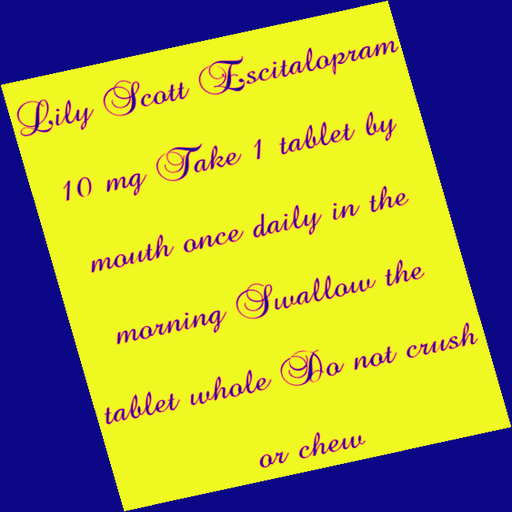 Lily Scott Escitalopram
10 mg Take 1 tablet by
mouth once daily in the
morning Swallow the
tablet whole Do not crush
or chew